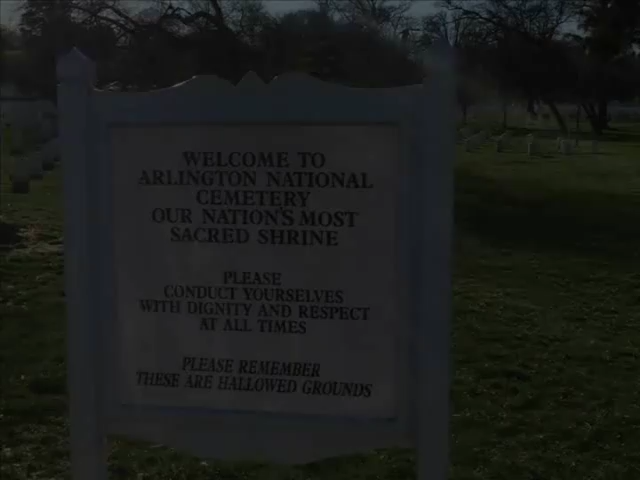 WELCOME TO
ARLINGTON NATIONAL
CEMETERY
OUR NATION'S MOST
SACRED SHRINE
PLEASE
CONDUCT YOURSELVES
WITH DIGNITY AND RESPECT
AT ALL TIMES
PLEASE REMEMBER
THESE ARE HALLOWED GROUNDS